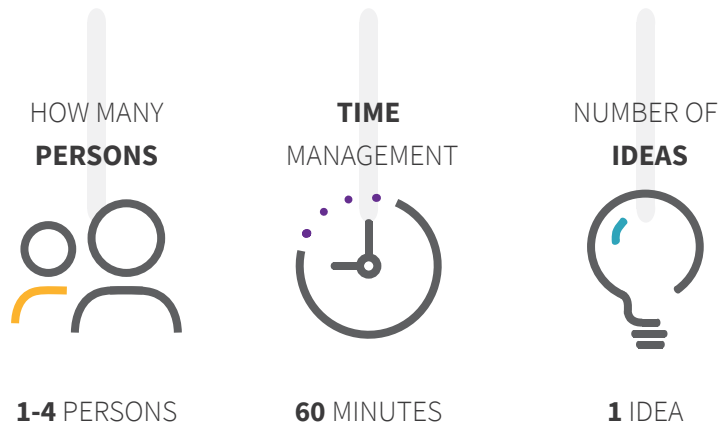 HOW MANY
PERSONS
1-4 PERSONS
TIME
MANAGEMENT
60 MINUTES
NUMBER OF
IDEAS
1 IDEA